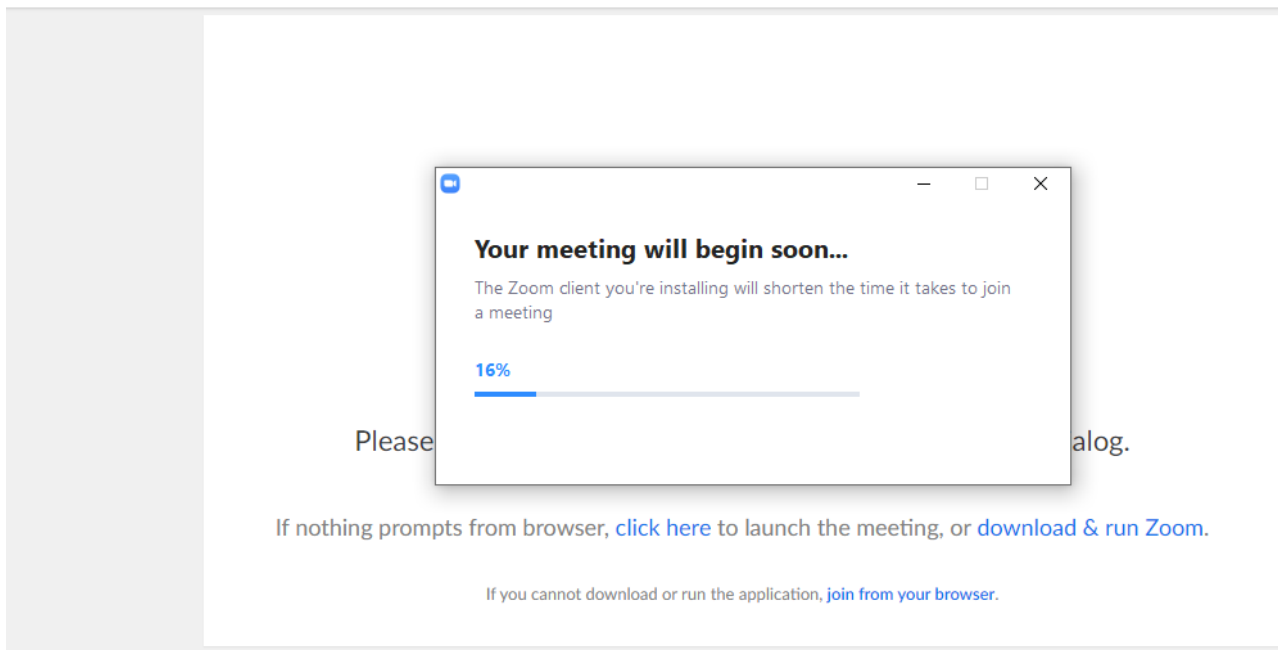 Your meeting will begin soon...
The Zoom client you're installing will shorten the time it takes to join
a meeting
16%
Please alog.
If nothing prompts from browser, click here to launch the meeting, or download & run Zoom.
If you cannot download or run the application, join from your browser.